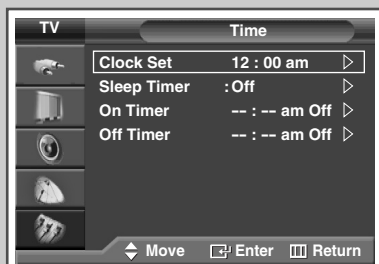 TV
Time
Clock Set 12 : 00 am
Sleep Timer : Off
On Timer -- : -- am Off
Off Timer -- : -- am Off
Move Enter Return